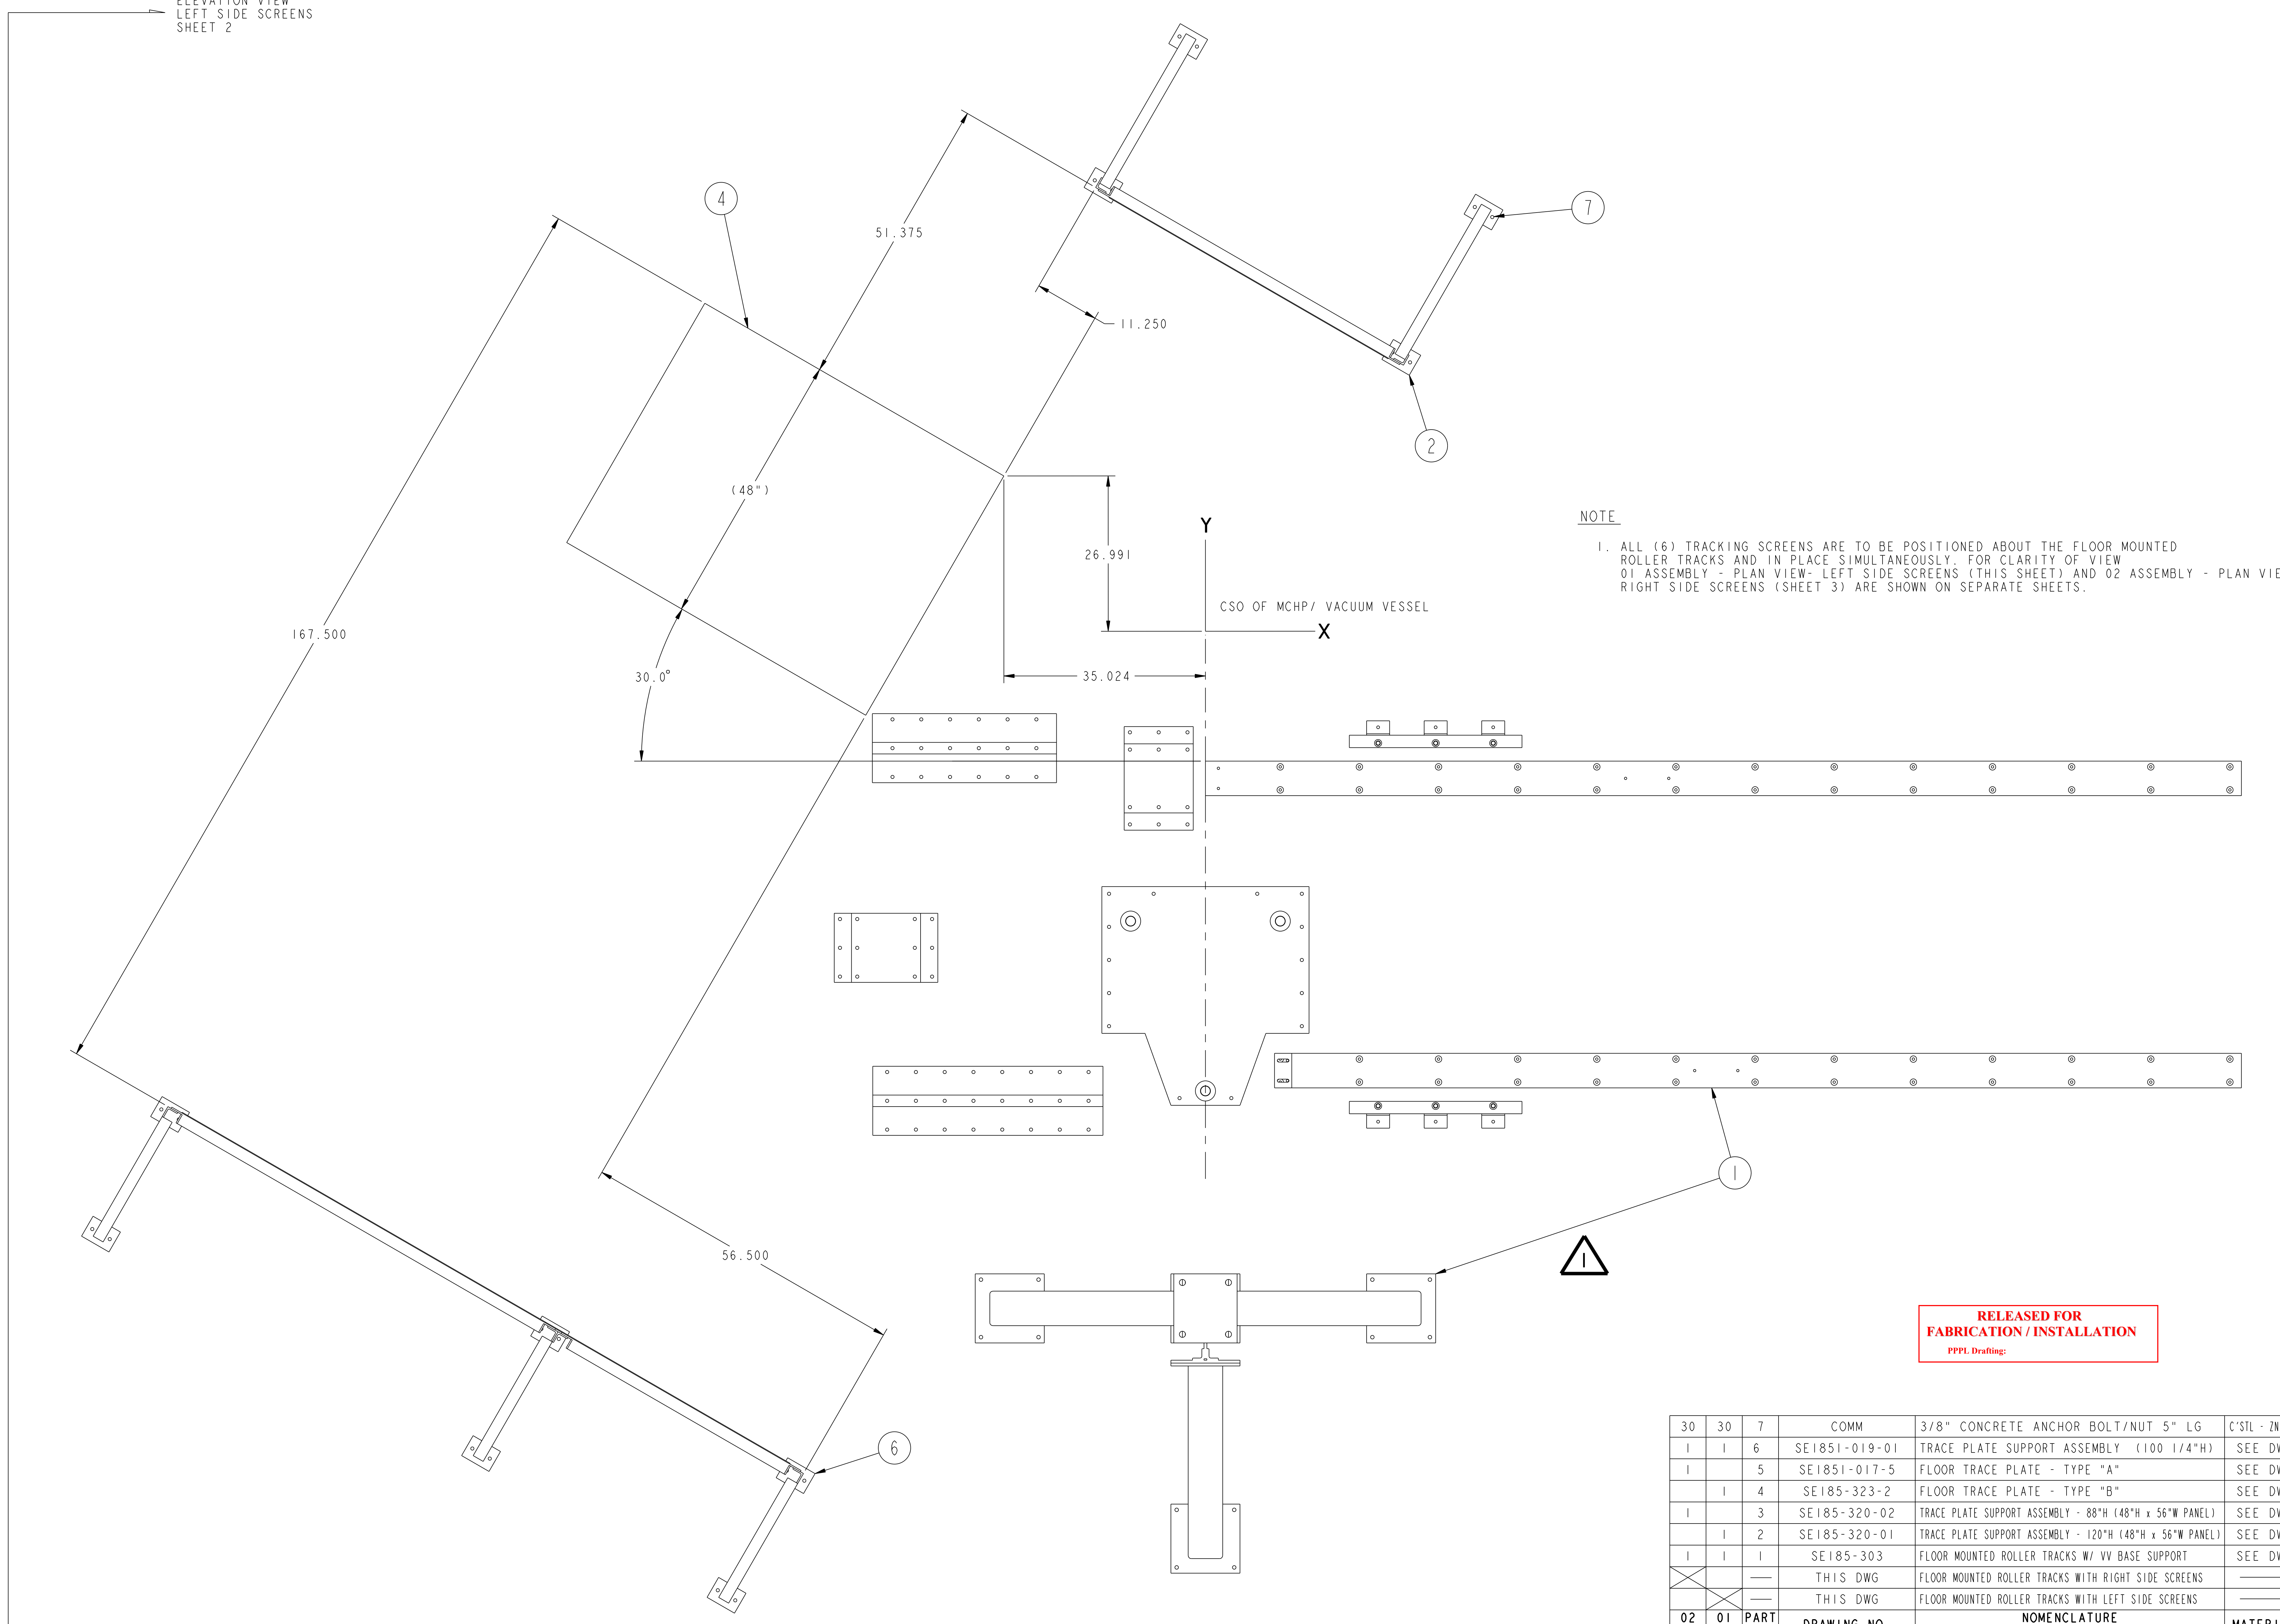 ELEVATION VIEW
LEFT SIDE SCREENS
SHEET 2
4
7
51.375
11.250
2
(48")
NOTE
Y
26.991
1. ALL (6) TRACKING SCREENS ARE TO BE POSITIONED ABOUT THE FLOOR MOUNTED
ROLLER TRACKS AND IN PLACE SIMULTANEOUSLY. FOR CLARITY OF VIEW
01 ASSEMBLY - PLAN VIEW- LEFT SIDE SCREENS (THIS SHEET) AND 02 ASSEMBLY - PLAN
RIGHT SIDE SCREENS (SHEET 3) ARE SHOWN ON SEPARATE SHEETS.
CSO OF MCHP/ VACUUM VESSEL
X
167.500
30.0°
35.024
1
56.500
1
6
RELEASED FOR
FABRICATION / INSTALLATION
PPPL Drafting:
30 30 7 COMM 3/8" CONCRETE ANCHOR BOLT/NUT 5" LG C'STL - ZN
1 1 6 SE1851-019-01 TRACE PLATE SUPPORT ASSEMBLY (100 1/4"H) SEE
1 5 SE1851-017-5 FLOOR TRACE PLATE - TYPE "A" SEE
1 4 SE185-323-2 FLOOR TRACE PLATE - TYPE "B" SEE
1 3 SE185-320-02 TRACE PLATE SUPPORT ASSEMBLY - 88"H (48"H x 56"W PANEL) SEE
1 2 SE185-320-01 TRACE PLATE SUPPORT ASSEMBLY - 120"H (48"H x 56"W PANEL) SEE
1 1 1 SE185-303 FLOOR MOUNTED ROLLER TRACKS W/ VV BASE SUPPORT SEE
THIS DWG FLOOR MOUNTED ROLLER TRACKS WITH RIGHT SIDE SCREENS
THIS DWG FLOOR MOUNTED ROLLER TRACKS WITH LEFT SIDE SCREENS
02 01 PART DRAWING NO NOMENCLATURE